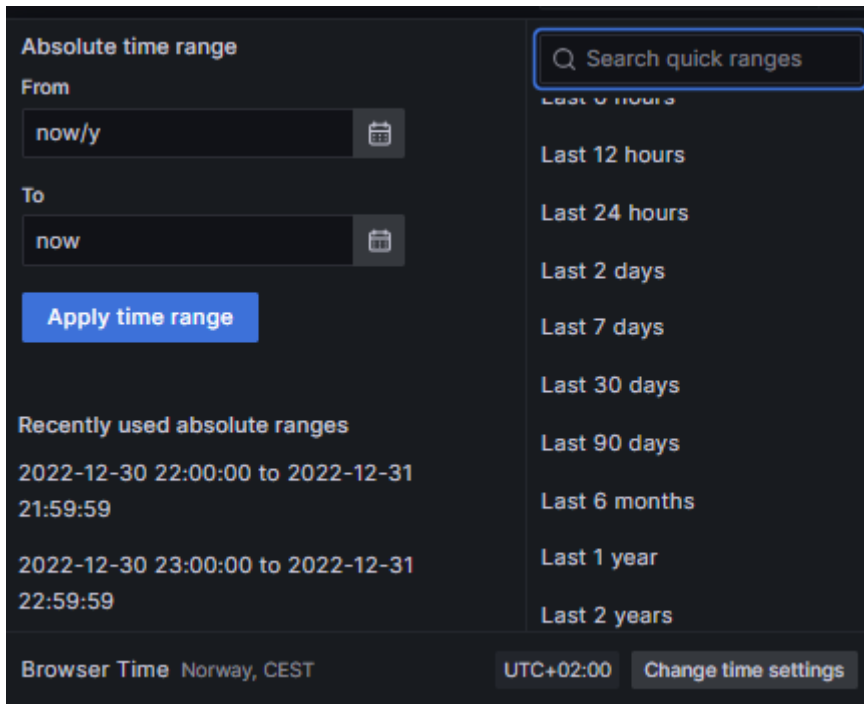 Absolute time range
From
now/y
To
now
Apply time range
Recently used absolute ranges
2022-12-30 22:00:00 to 2022-12-31
21:59:59
2022-12-30 23:00:00 to 2022-12-31
22:59:59
Search quick ranges
Last 6 hours
Last 12 hours
Last 24 hours
Last 2 days
Last 7 days
Last 30 days
Last 90 days
Last 6 months
Last 1 year
Last 2 years
Browser Time Norway, CEST
UTC+02:00
Change time settings